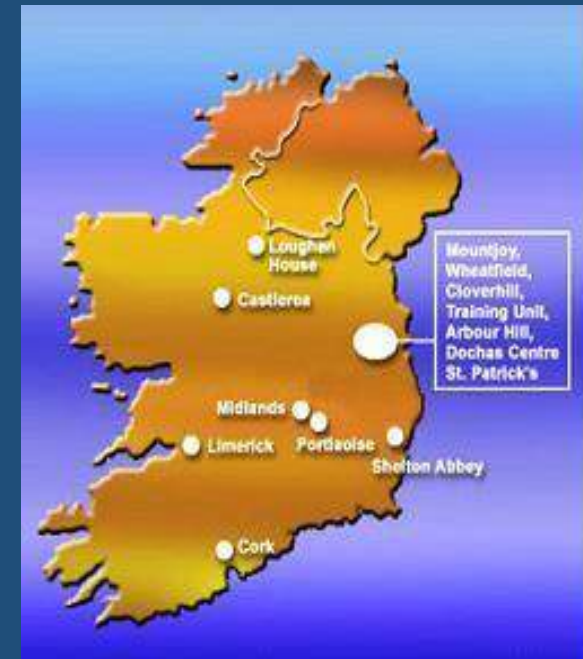 Loughan
House
Castlerea
Mountjoy,
Wheatfield,
Cloverhill,
Training Unit,
Arbour Hill,
Dochas Centre
St. Patrick's
Midlands
Portlaoise
Limerick
Shelton Abbey
Cork